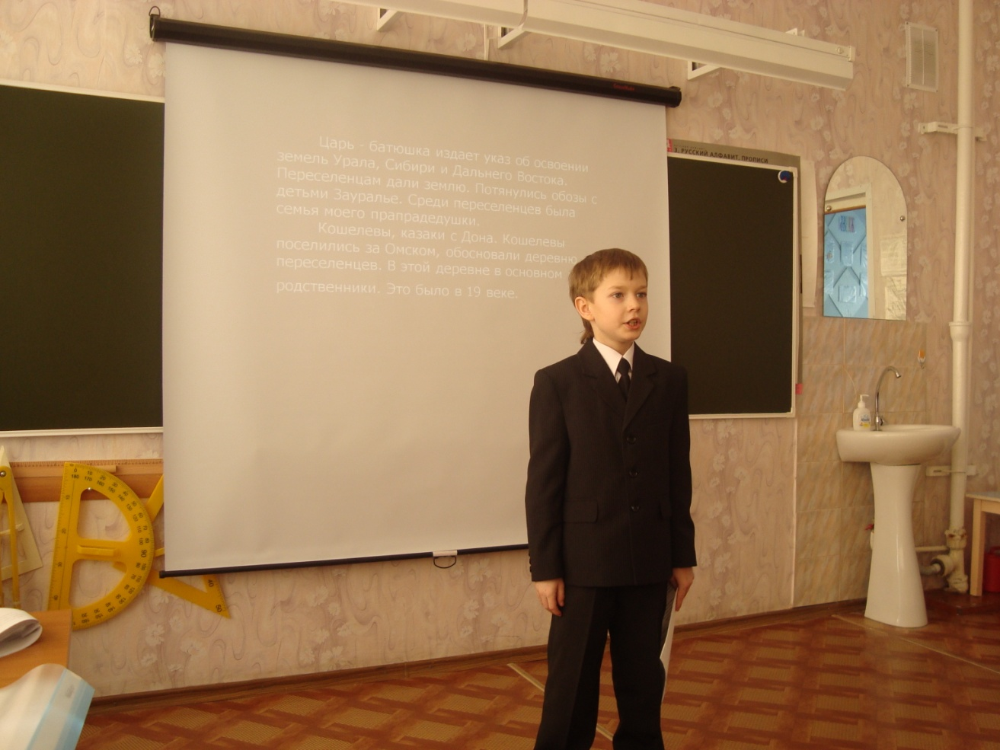 Царь - батюшка издает указ об освоении
земель Урала, Сибири и Дальнего Востока.
Переселенцам дали землю. Потянулись обозы с
детьми Зауралье. Среди переселенцев была
семья моего прапрадедушки.
Кошелевы, казаки с Дона. Кошелевы
поселились за Омском, обосновали деревню
переселенцев. В этой деревне в основном
родственники. Это было в 19 веке.
3. РУССКИЙ АЛФАВИТ. ПРОПИСИ